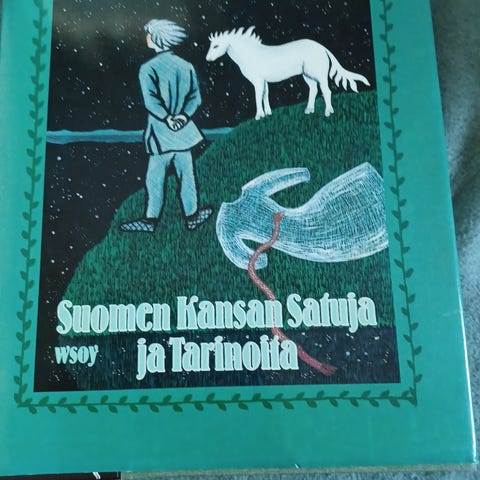 Suomen Kansan Satuja
wsoy ja Tarinoita